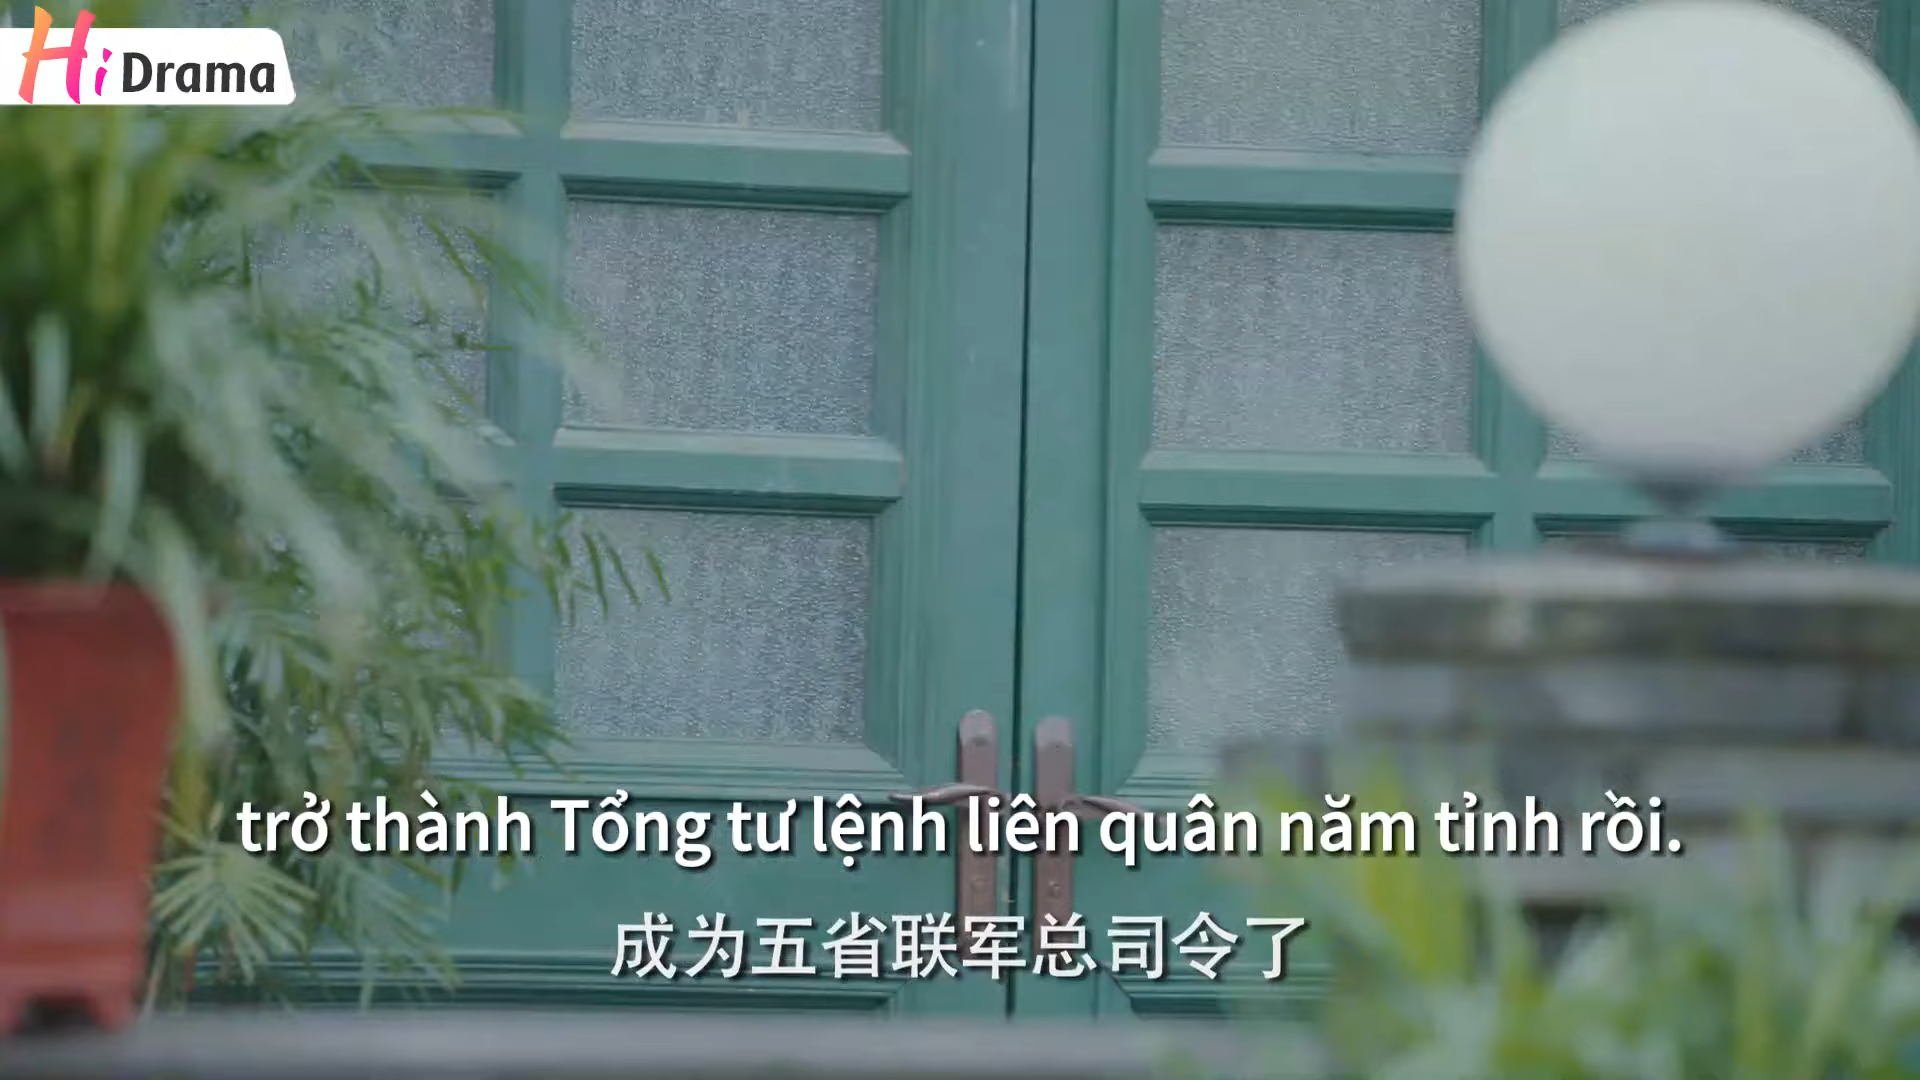 Hi Drama
trở thành Tổng tư lệnh liên quân năm tỉnh rồi.
成为五省联军总司令了